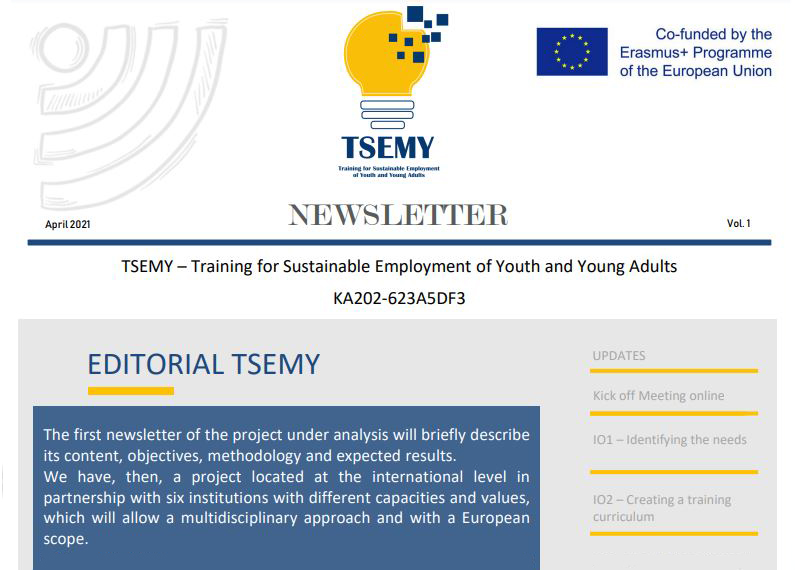 Co-funded by the
Erasmus+ Programme
of the European Union
TSEMY
Training for Sustainable Employment
of Youth and Young Adults
April 2021
NEWSLETTER
Vol. 1
TSEMY – Training for Sustainable Employment of Youth and Young Adults
KA202-623A5DF3
EDITORIAL TSEMY
The first newsletter of the project under analysis will briefly describe
its content, objectives, methodology and expected results.
We have, then, a project located at the international level in
partnership with six institutions with different capacities and values,
which will allow a multidisciplinary approach and with a European
scope.
UPDATES
Kick off Meeting online
IO1 – Identifying the needs
IO2 – Creating a training
curriculum